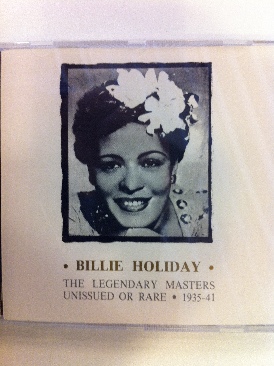 • BILLIE HOLIDAY •
THE LEGENDARY MASTERS
UNISSUED OR RARE • 1935-41